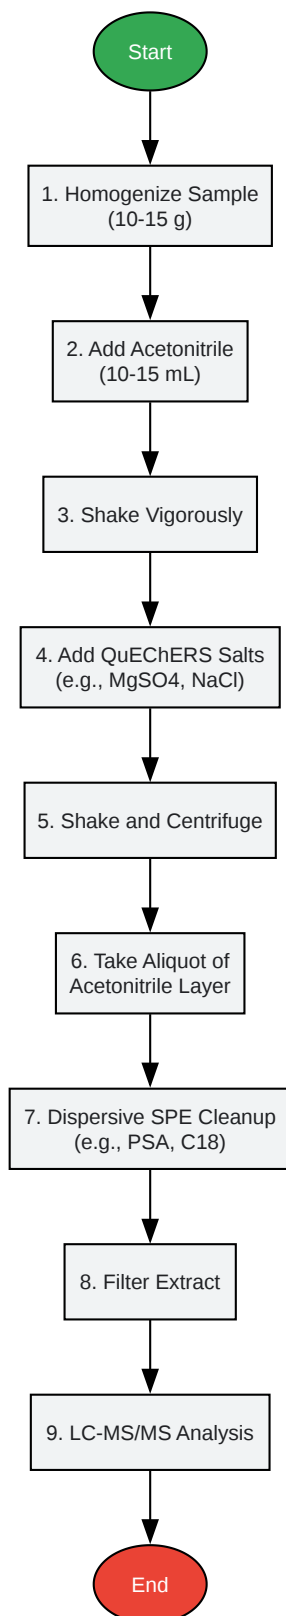 Start
1. Homogenize Sample
(10-15 g)
2. Add Acetonitrile
(10-15 mL)
3. Shake Vigorously
4. Add QuEChERS Salts
(e.g., MgSO4, NaCl)
5. Shake and Centrifuge
6. Take Aliquot of
Acetonitrile Layer
7. Dispersive SPE Cleanup
(e.g., PSA, C18)
8. Filter Extract
9. LC-MS/MS Analysis
End